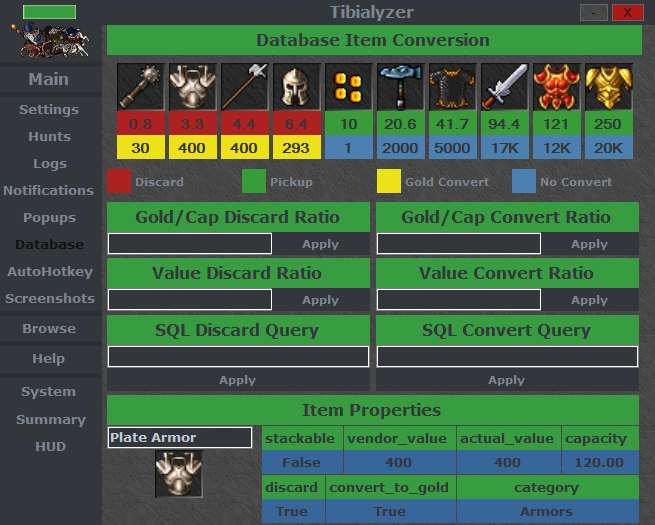 Tibialyzer
- X
Database Item Conversion
Main
Settings
Hunts
Logs
Notifications
Popups
Database
AutoHotkey
Screenshots
Browse
Help
System
Summary
HUD
0.8 3.3 4.4 6.4 10 20.6 41.7 94.4 121 250
30 400 400 293 1 2000 5000 17K 12K 20K
Discard Pickup Gold Convert No Convert
Gold/Cap Discard Ratio Gold/Cap Convert Ratio
Apply Apply
Value Discard Ratio Value Convert Ratio
Apply Apply
SQL Discard Query SQL Convert Query
Apply Apply
Item Properties
Plate Armor stackable vendor_value actual_value capacity
False 400 400 120.00
discard convert_to_gold category
True True Armors